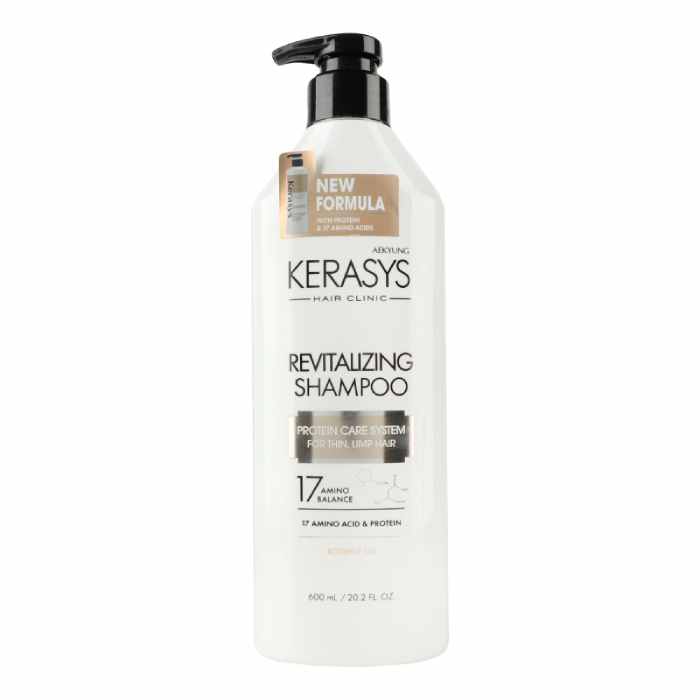 NEW
FORMULA
WITH PROTEIN
& 17 AMINO ACIDS
Kerasys
AEKYUNG
KERASYS
HAIR CLINIC
REVITALIZING
SHAMPOO
PROTEIN CARE SYSTEM
FOR THIN, LIMP HAIR
17 AMINO
BALANCE
17 AMINO ACID & PROTEIN
600 mL / 20.2 FL. OZ.